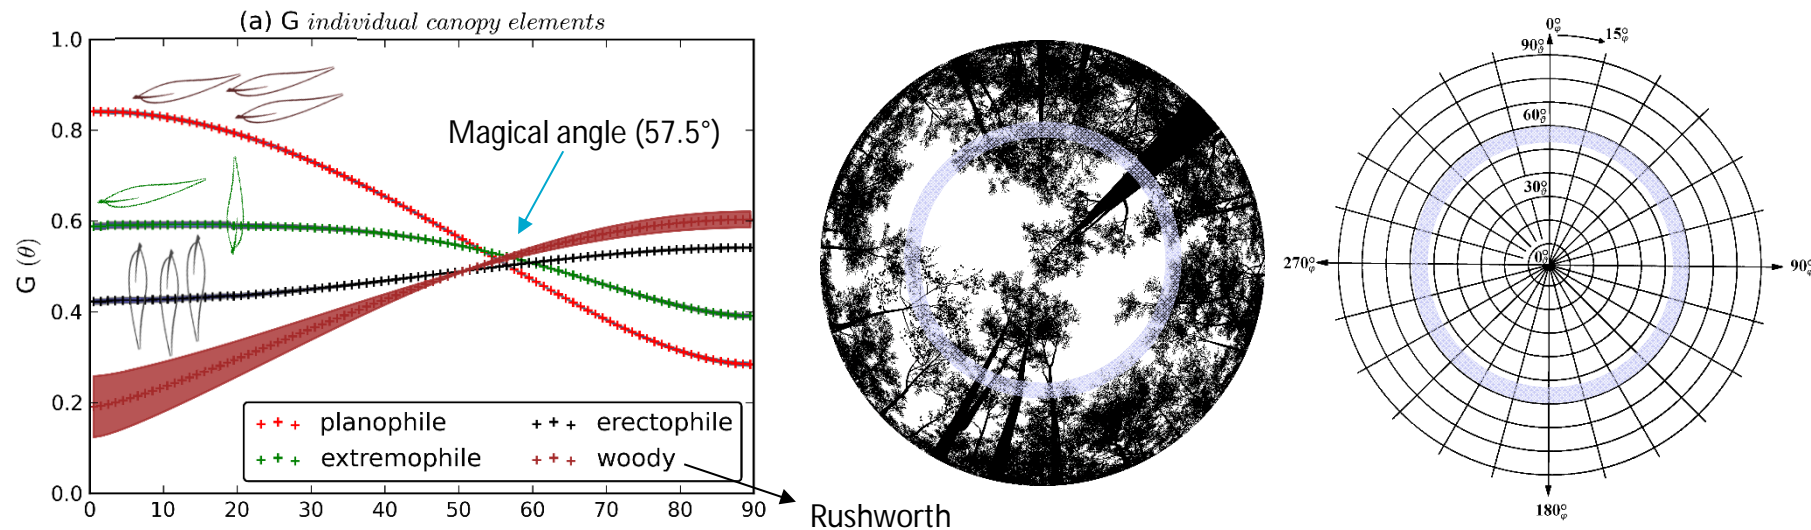 (a) G individual canopy elements
1.0
0.8
0.6
0.4
0.2
0.0
G (θ)
Magical angle (57.5°)
planophile
erectophile
extremophile
woody
0 10 20 30 40 50 60 70 80 90
Rushworth
0°φ
15°φ
90°θ
60°θ
30°θ
0°θ
270°φ
90°φ
180°φ